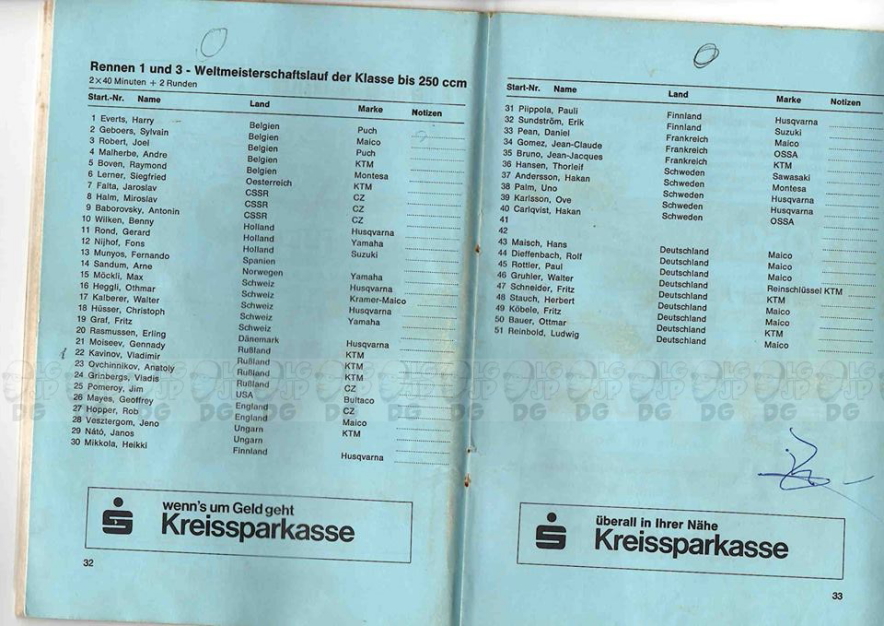 Rennen 1 und 3 - Weltmeisterschaftslauf der Klasse bis 250 ccm
2×40 Minuten + 2 Runden
Start.-Nr. Name Land Marke Notizen
1 Everts, Harry Belgien Puch
2 Geboers, Sylvain Belgien Maico
3 Robert, Joel Belgien Puch
4 Malherbe, Andre Belgien KTM
5 Boven, Raymond Belgien Montesa
6 Lerner, Siegfried Oesterreich KTM
7 Falta, Jaroslav CSSR CZ
8 Halm, Miroslav CSSR CZ
9 Baborovsky, Antonin CSSR CZ
10 Wilken, Benny Holland Husqvarna
11 Rond, Gerard Holland Yamaha
12 Nijhof, Fons Holland Suzuki
13 Munyos, Fernando Spanien
14 Sandum, Arne Norwegen Yamaha
15 Möckli, Max Schweiz Husqvarna
16 Heggli, Othmar Schweiz Kramer-Maico
17 Kalberer, Walter Schweiz Husqvarna
18 Hüsser, Christoph Schweiz Yamaha
19 Graf, Fritz Schweiz
20 Rasmussen, Erling Dänemark Husqvarna
21 Moiseev, Gennady Rußland KTM
22 Kavinov, Vladimir Rußland KTM
23 Ovchinnikov, Anatoly Rußland KTM
24 Grinbergs, Vladis Rußland CZ
25 Pomeroy, Jim USA Bultaco
26 Mayes, Geoffrey England CZ
27 Hopper, Rob England Maico
28 Vesztergom, Jeno Ungarn KTM
29 Nátó, Janos Ungarn
30 Mikkola, Heikki Finnland Husqvarna
wenn's um Geld geht
Kreissparkasse
32
Start-Nr. Name Land Marke Notizen
31 Piippola, Pauli Finnland Husqvarna
32 Sundström, Erik Finnland Suzuki
33 Pean, Daniel Frankreich Maico
34 Gomez, Jean-Claude Frankreich OSSA
35 Bruno, Jean-Jacques Frankreich KTM
36 Hansen, Thorleif Schweden Sawasaki
37 Andersson, Hakan Schweden Montesa
38 Palm, Uno Schweden Husqvarna
39 Karlsson, Ove Schweden Husqvarna
40 Carlqvist, Hakan Schweden OSSA
41
42
43 Maisch, Hans Deutschland Maico
44 Dieffenbach, Rolf Deutschland Maico
45 Rottler, Paul Deutschland Maico
46 Gruhler, Walter Deutschland Reinschlüssel KTM
47 Schneider, Fritz Deutschland KTM
48 Stauch, Herbert Deutschland Maico
49 Köbele, Fritz Deutschland Maico
50 Bauer, Ottmar Deutschland Maico
51 Reinbold, Ludwig Deutschland Maico
überall in Ihrer Nähe
Kreissparkasse
33